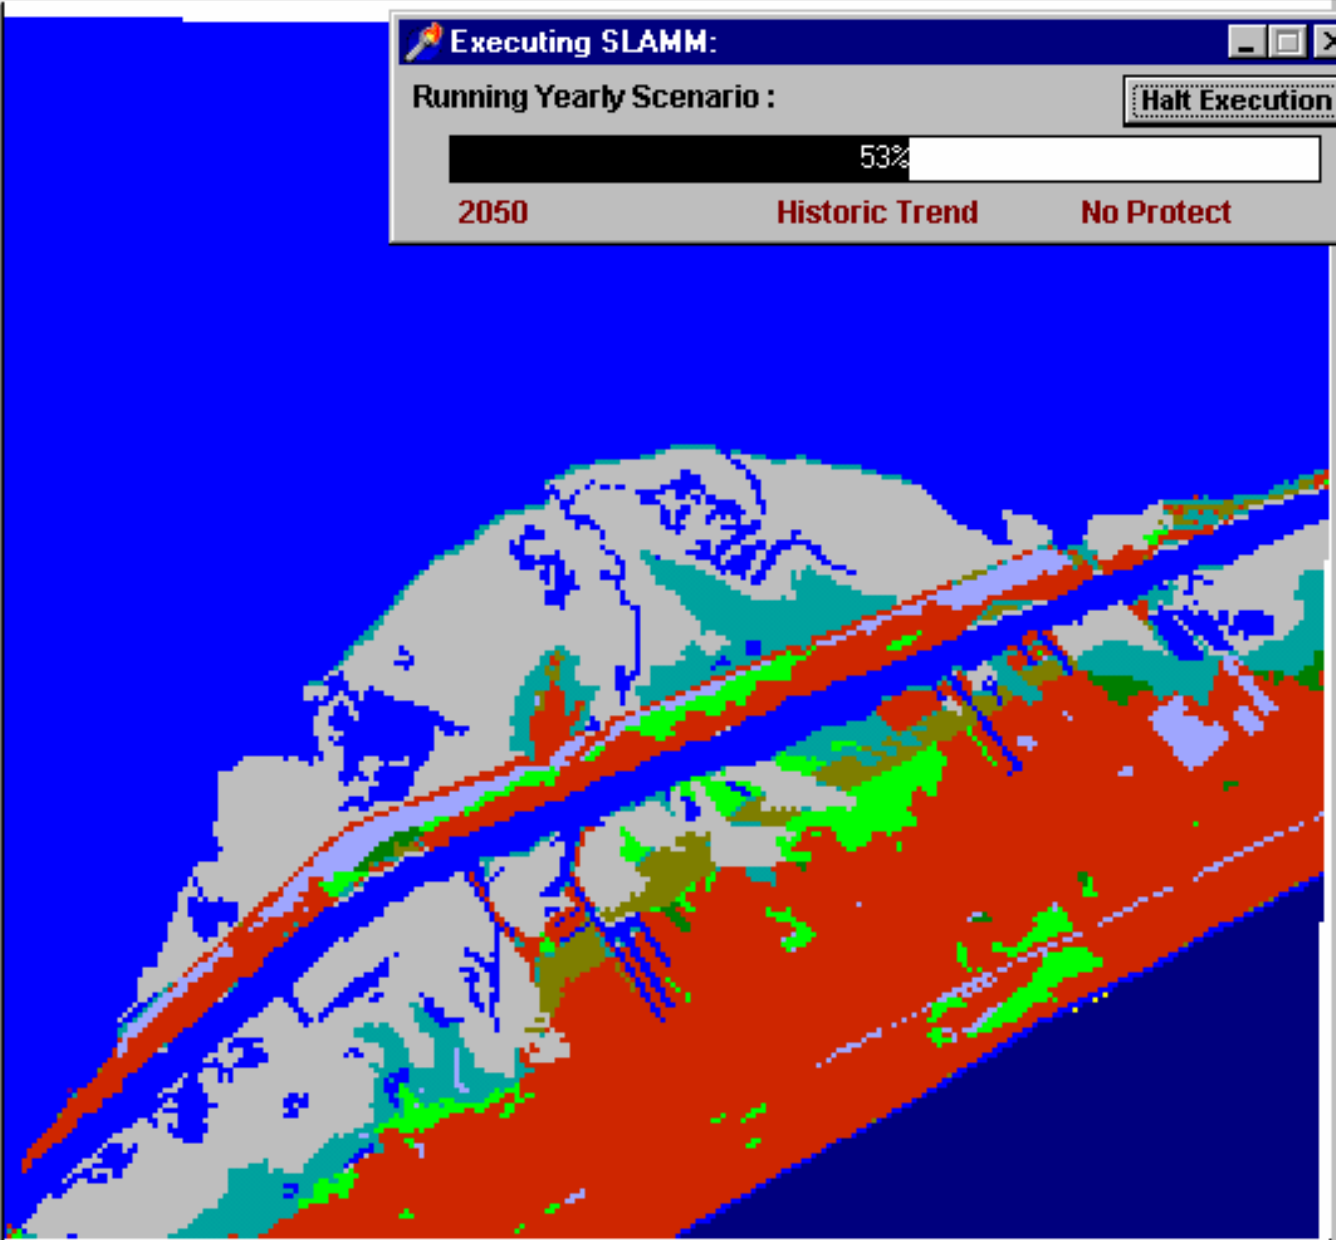 Executing SLAMM:
Running Yearly Scenario :
Halt Execution
53%
2050 Historic Trend No Protect